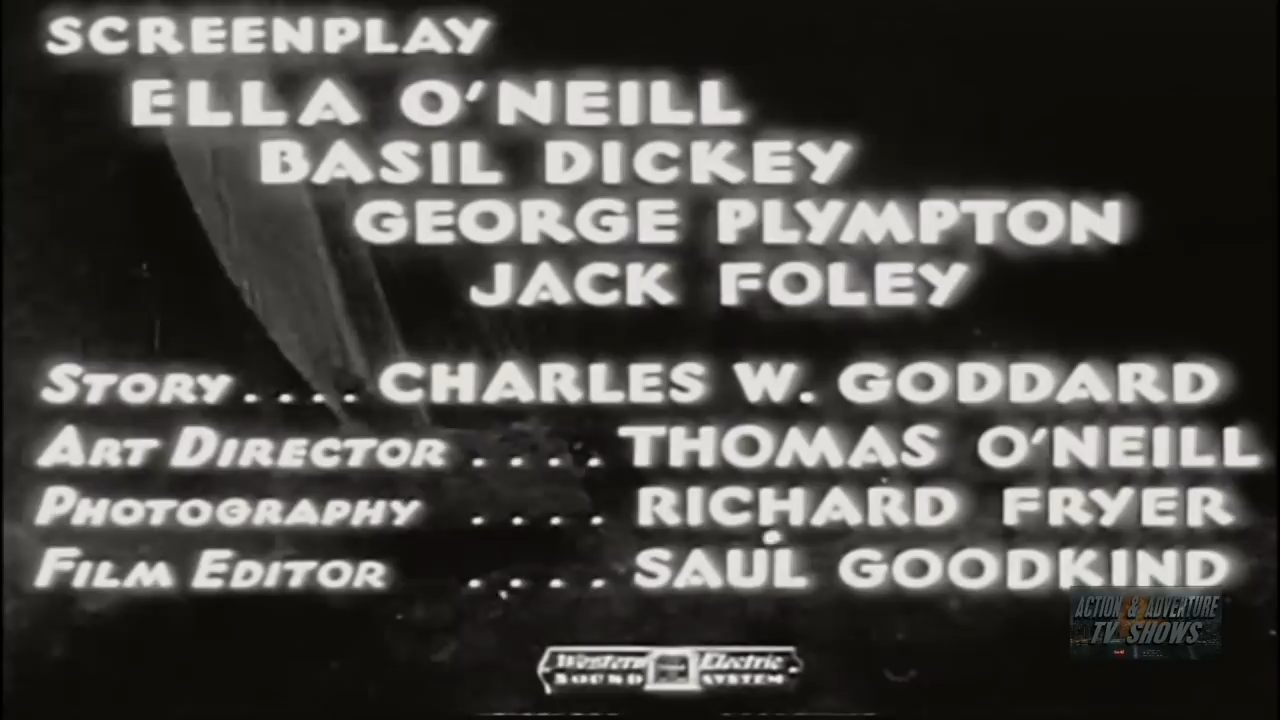 SCREENPLAY
ELLA O'NEILL
BASIL DICKEY
GEORGE PLYMPTON
JACK FOLEY
STORY .... CHARLES W. GODDARD
ART DIRECTOR .... THOMAS O'NEILL
PHOTOGRAPHY .... RICHARD FRYER
FILM EDITOR .... SAUL GOODKIND
ACTION & ADVENTURE
TV SHOWS
Western Electric
SOUND SYSTEM